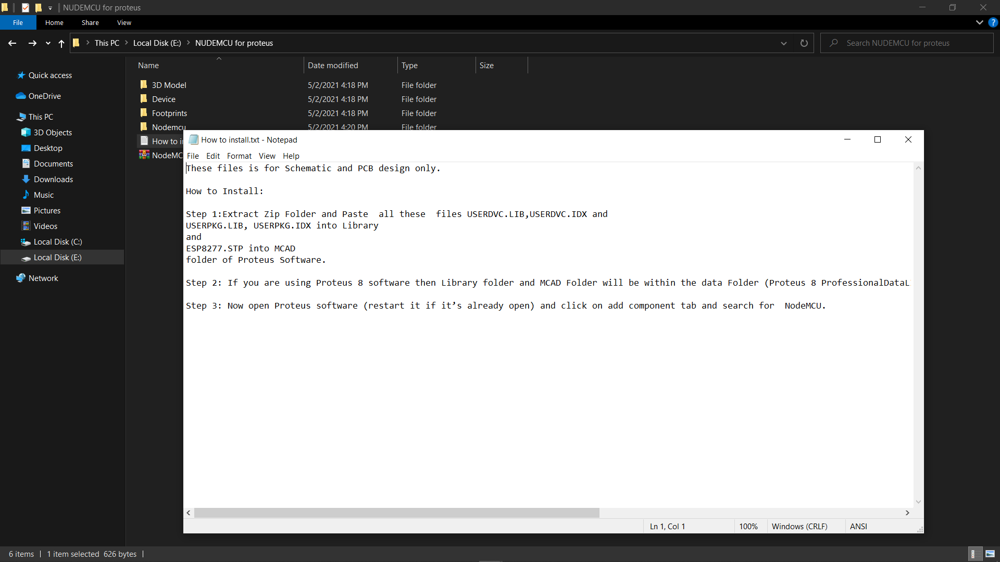 NUDEMCU for proteus
File Home Share View
This PC Local Disk (E:) NUDEMCU for proteus
Search NUDEMCU for proteus
Name Date modified Type Size
Quick access
OneDrive
This PC
3D Objects
Desktop
Documents
Downloads
Music
Pictures
Videos
Local Disk (C:)
Local Disk (E:)
Network
3D Model 5/2/2021 4:18 PM File folder
Device 5/2/2021 4:18 PM File folder
Footprints 5/2/2021 4:18 PM File folder
Nodemcu 5/2/2021 4:20 PM File folder
How to i
NodeMC
How to install.txt - Notepad
File Edit Format View Help
These files is for Schematic and PCB design only.
How to Install:
Step 1:Extract Zip Folder and Paste  all these  files USERDVC.LIB,USERDVC.IDX and
USERPKG.LIB, USERPKG.IDX into Library
and
ESP8277.STP into MCAD
folder of Proteus Software.
Step 2: If you are using Proteus 8 software then Library folder and MCAD Folder will be within the data Folder (Proteus 8 ProfessionalDataL
Step 3: Now open Proteus software (restart it if it’s already open) and click on add component tab and search for  NodeMCU.
Ln 1, Col 1 100% Windows (CRLF) ANSI
6 items 1 item selected 626 bytes